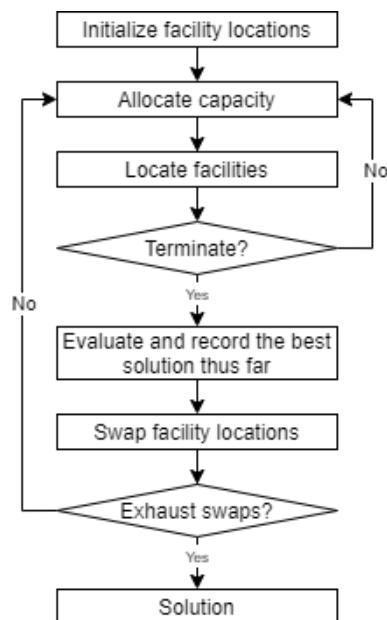 Initialize facility locations
Allocate capacity
Locate facilities
No
Terminate?
No
Yes
Evaluate and record the best
solution thus far
Swap facility locations
Exhaust swaps?
Yes
Solution